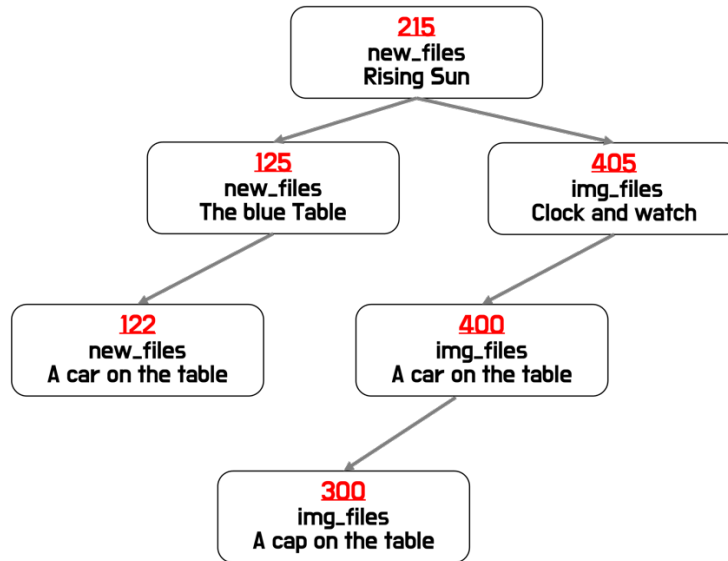 215
new_files
Rising Sun
125
new_files
The blue Table
405
img_files
Clock and watch
122
new_files
A car on the table
400
img_files
A car on the table
300
img_files
A cap on the table